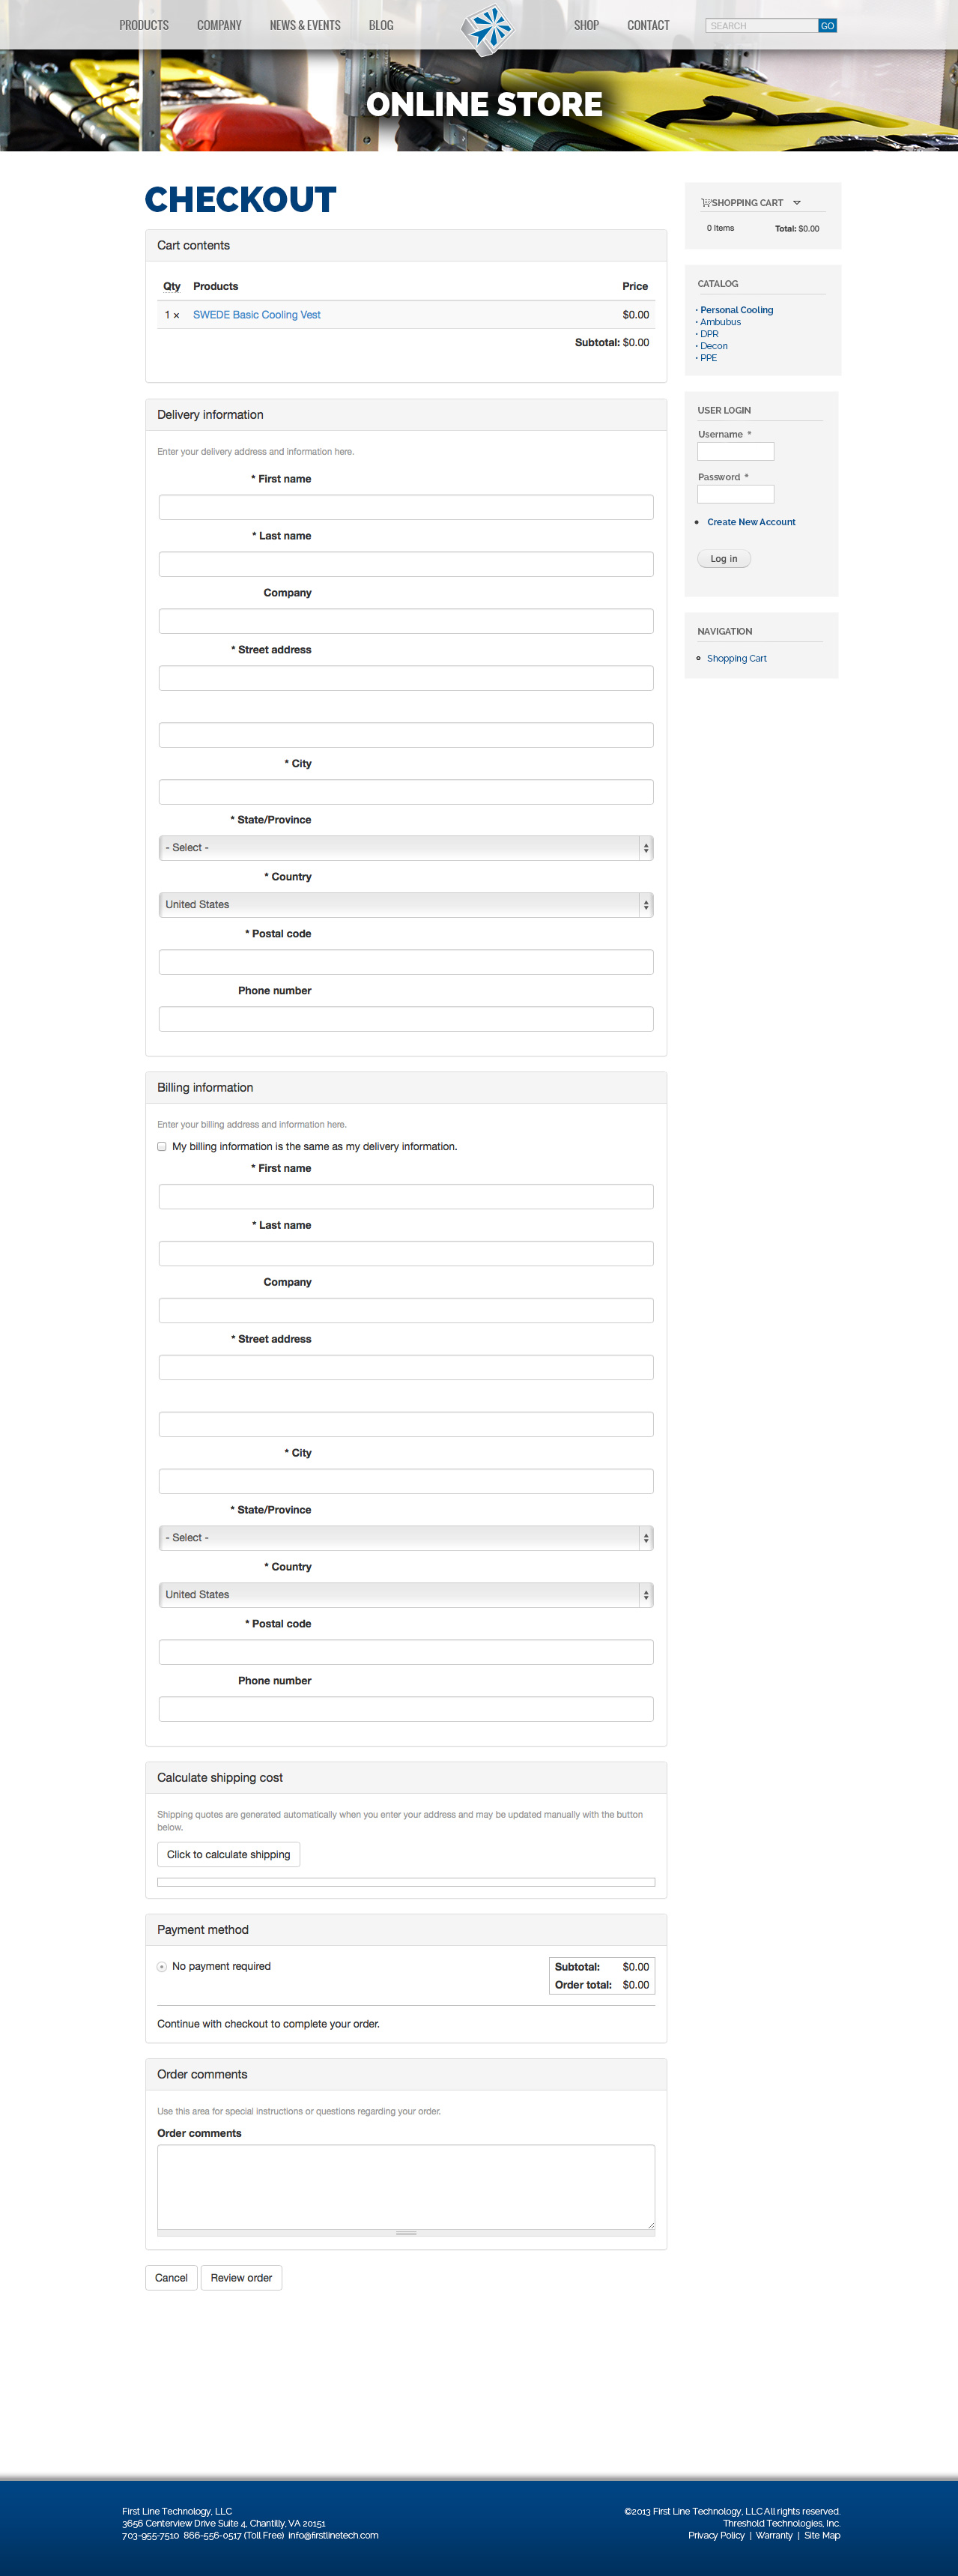 PRODUCTS COMPANY NEWS & EVENTS BLOG SHOP CONTACT SEARCH GO
ONLINE STORE
CHECKOUT
Cart contents
Qty Products Price
1 × SWEDE Basic Cooling Vest $0.00
Subtotal: $0.00
Delivery information
Enter your delivery address and information here.
* First name
* Last name
Company
* Street address
* City
* State/Province
- Select -
* Country
United States
* Postal code
Phone number
Billing information
Enter your billing address and information here.
My billing information is the same as my delivery information.
* First name
* Last name
Company
* Street address
* City
* State/Province
- Select -
* Country
United States
* Postal code
Phone number
Calculate shipping cost
Shipping quotes are generated automatically when you enter your address and may be updated manually with the button
below.
Click to calculate shipping
Payment method
No payment required
Subtotal: $0.00
Order total: $0.00
Continue with checkout to complete your order.
Order comments
Use this area for special instructions or questions regarding your order.
Order comments
Cancel Review order
SHOPPING CART
0 Items Total: $0.00
CATALOG
• Personal Cooling
• Ambubus
• DPR
• Decon
• PPE
USER LOGIN
Username *
Password *
• Create New Account
Log in
NAVIGATION
Shopping Cart
First Line Technology, LLC
3656 Centerview Drive Suite 4, Chantilly, VA 20151
703-955-7510 866-556-0517 (Toll Free) info@firstlinetech.com
©2013 First Line Technology, LLC All rights reserved.
Threshold Technologies, Inc.
Privacy Policy | Warranty | Site Map